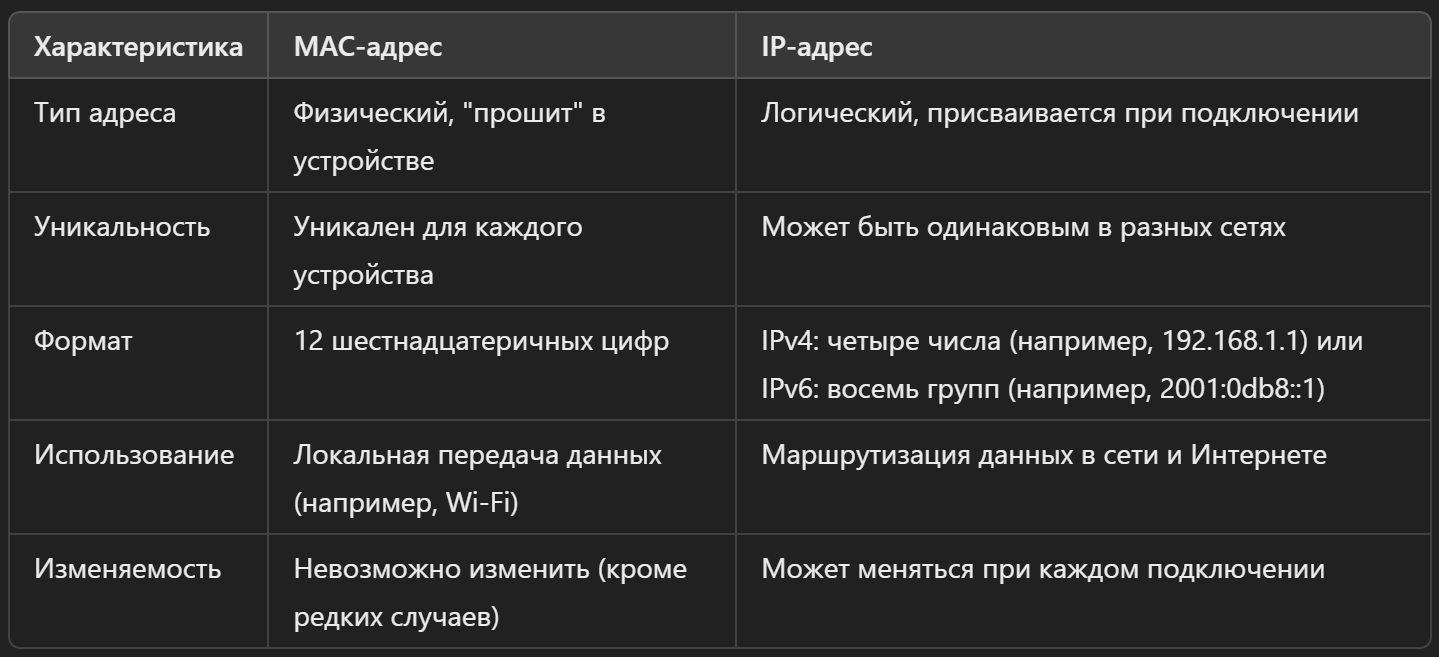 Характеристика
MAC-адрес
IP-адрес
Тип адреса
Физический, "прошит" в
устройстве
Логический, присваивается при подключении
Уникальность
Уникален для каждого
устройства
Может быть одинаковым в разных сетях
Формат
12 шестнадцатеричных цифр
IPv4: четыре числа (например, 192.168.1.1) или
IPv6: восемь групп (например, 2001:0db8::1)
Использование
Локальная передача данных
(например, Wi-Fi)
Маршрутизация данных в сети и Интернете
Изменяемость
Невозможно изменить (кроме
редких случаев)
Может меняться при каждом подключении